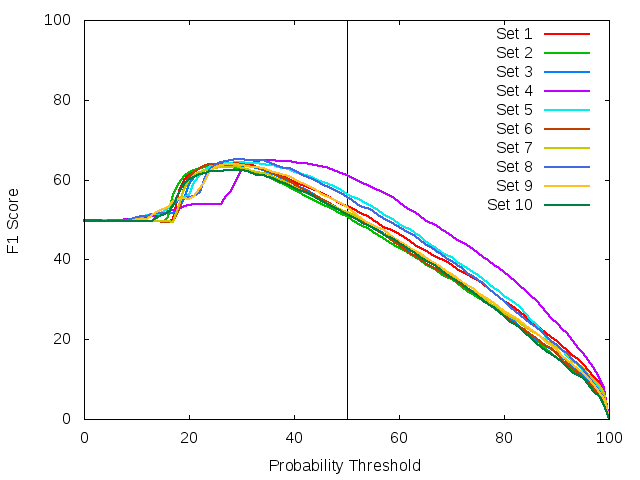 100
80
60
40
20
0
F1 Score
Set 1
Set 2
Set 3
Set 4
Set 5
Set 6
Set 7
Set 8
Set 9
Set 10
0 20 40 60 80 100
Probability Threshold